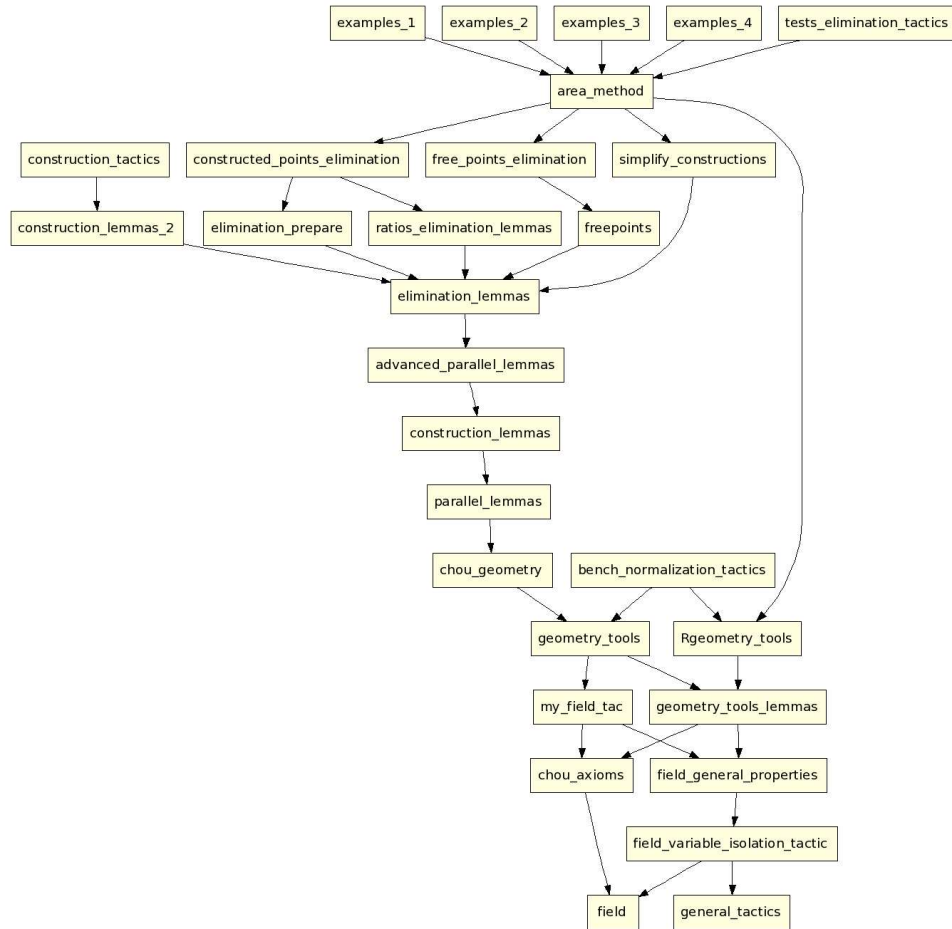 examples_1
examples_2
examples_3
examples_4
tests_elimination_tactics
area_method
construction_tactics
constructed_points_elimination
free_points_elimination
simplify_constructions
construction_lemmas_2
elimination_prepare
ratios_elimination_lemmas
freepoints
elimination_lemmas
advanced_parallel_lemmas
construction_lemmas
parallel_lemmas
chou_geometry
bench_normalization_tactics
geometry_tools
Rgeometry_tools
my_field_tac
geometry_tools_lemmas
chou_axioms
field_general_properties
field_variable_isolation_tactic
field
general_tactics